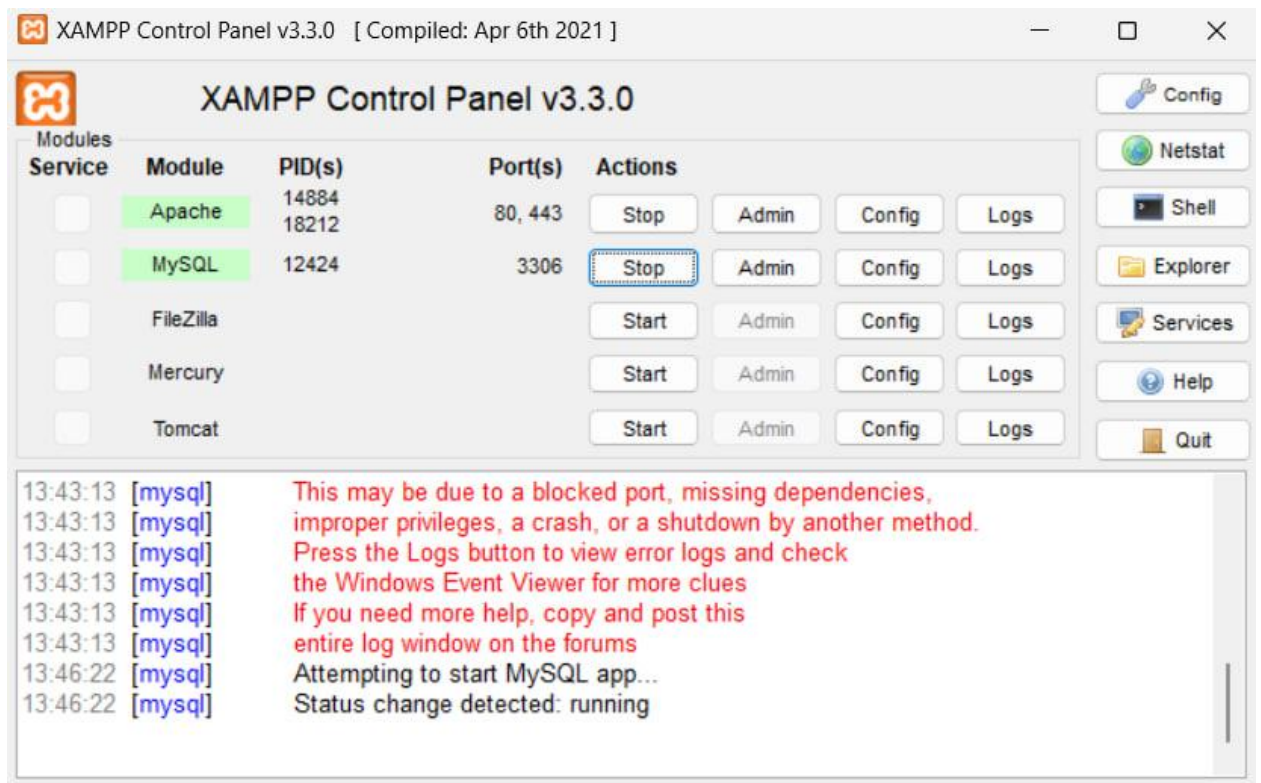 XAMPP Control Panel v3.3.0 [ Compiled: Apr 6th 2021 ]
XAMPP Control Panel v3.3.0
Config
Modules
Netstat
Service Module PID(s) Port(s) Actions
Apache 14884 18212 80, 443 Stop Admin Config Logs
Shell
MySQL 12424 3306 Stop Admin Config Logs
Explorer
FileZilla Start Admin Config Logs
Services
Mercury Start Admin Config Logs
Help
Tomcat Start Admin Config Logs
Quit
13:43:13 [mysql] This may be due to a blocked port, missing dependencies,
13:43:13 [mysql] improper privileges, a crash, or a shutdown by another method.
13:43:13 [mysql] Press the Logs button to view error logs and check
13:43:13 [mysql] the Windows Event Viewer for more clues
13:43:13 [mysql] If you need more help, copy and post this
13:43:13 [mysql] entire log window on the forums
13:46:22 [mysql] Attempting to start MySQL app...
13:46:22 [mysql] Status change detected: running